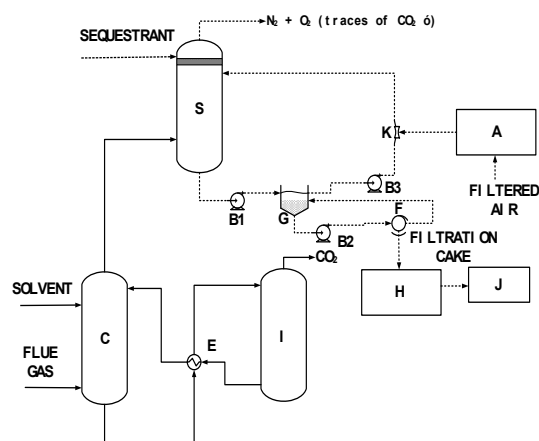 N₂ + O₂ (traces of CO₂ ó)
SEQUESTRANT
S
K
A
B3
FILTERED
AIR
B1
G
F
B2
FILTRATION
CAKE
CO₂
H
J
SOLVENT
C
E
I
FLUE
GAS